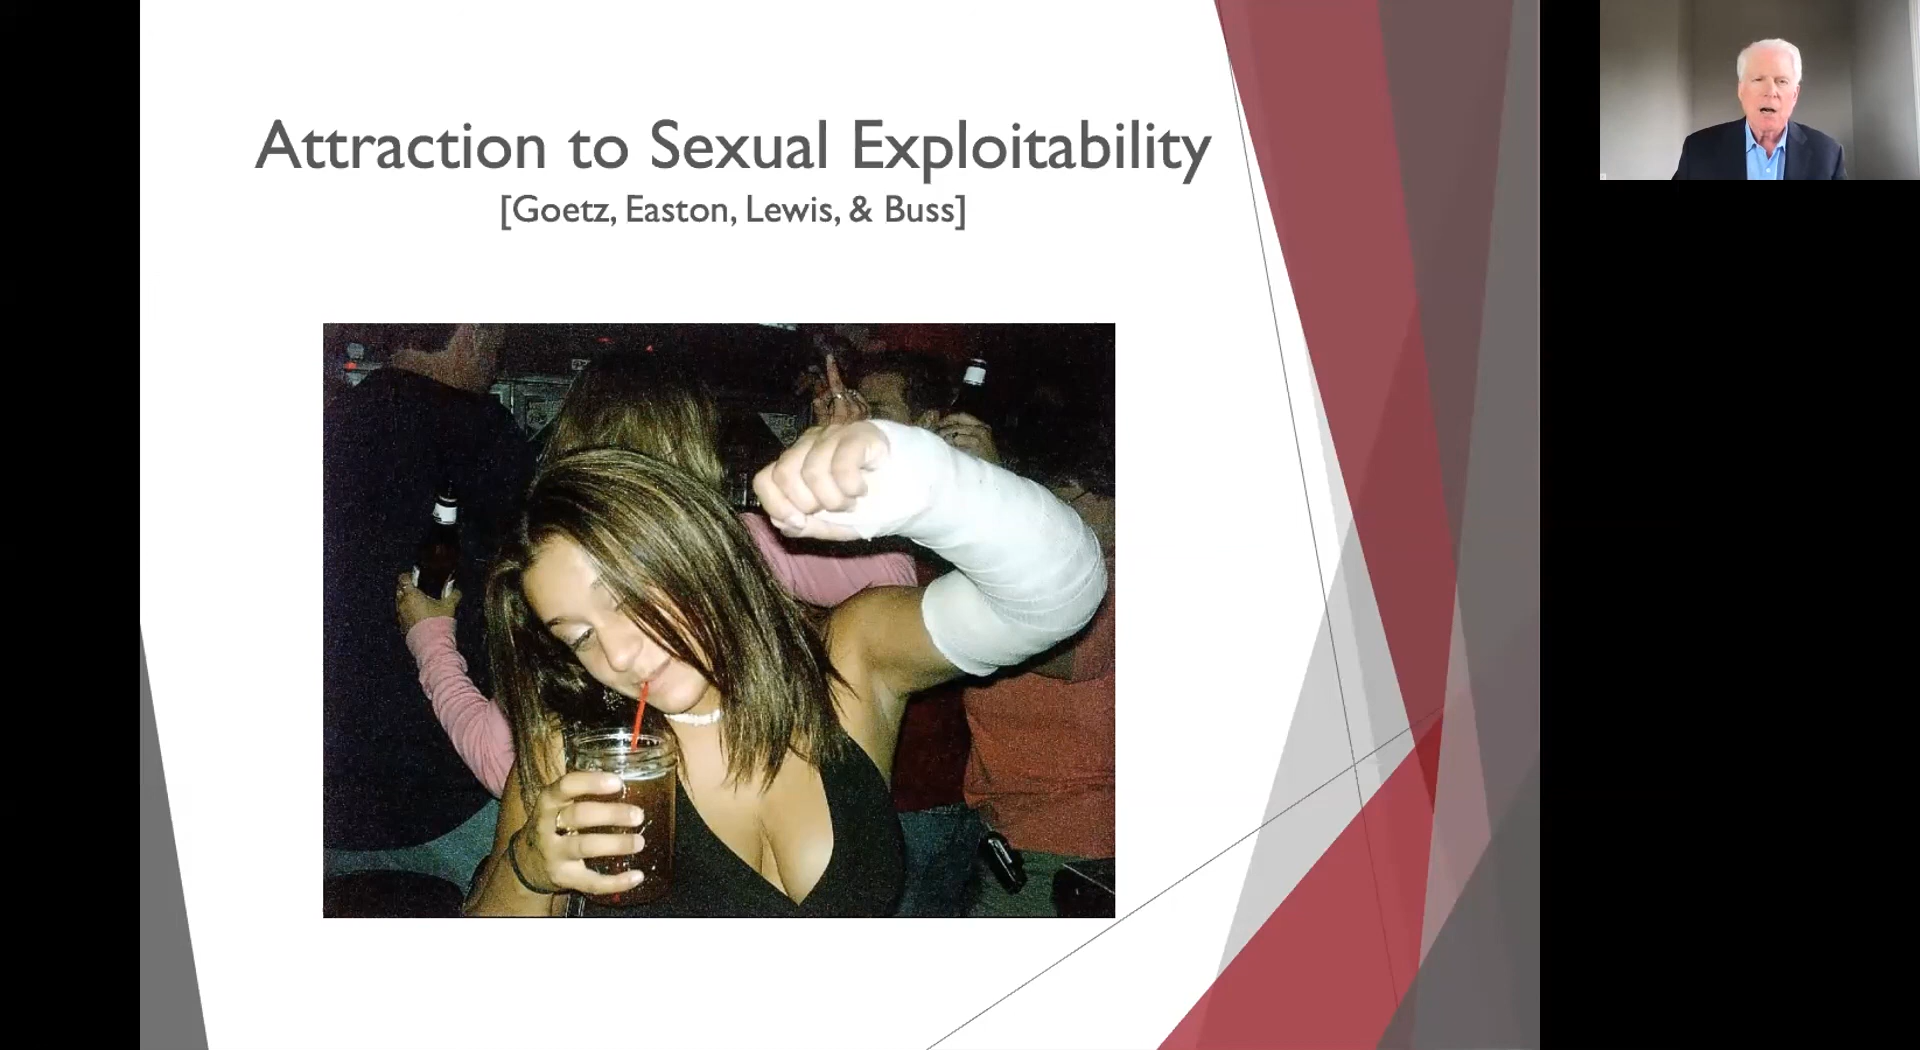 Attraction to Sexual Exploitability
[Goetz, Easton, Lewis, & Buss]